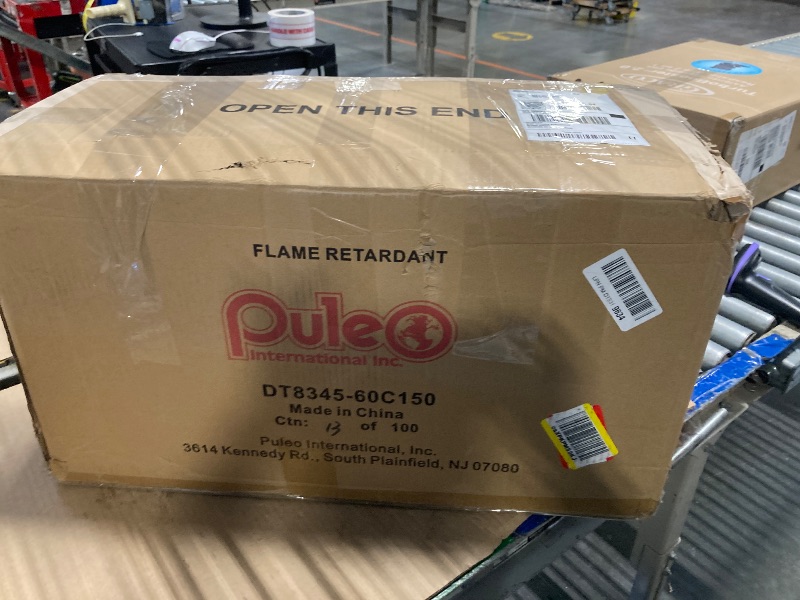 OPEN THIS END
FLAME RETARDANT
Puleo
International Inc.
DT8345-60C150
Made in China
Ctn: 13 of 100
Puleo International, Inc.
3614 Kennedy Rd., South Plainfield, NJ 07080
9634